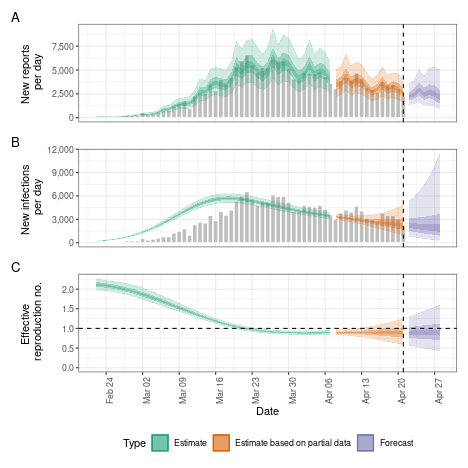 A
New reports
per day
7,500
5,000
2,500
0
B
New infections
per day
12,000
9,000
6,000
3,000
0
C
Effective
reproduction no.
2.0
1.5
1.0
0.5
0.0
Feb 24
Mar 02
Mar 09
Mar 16
Mar 23
Mar 30
Apr 06
Apr 13
Apr 20
Apr 27
Date
Type Estimate Estimate based on partial data Forecast